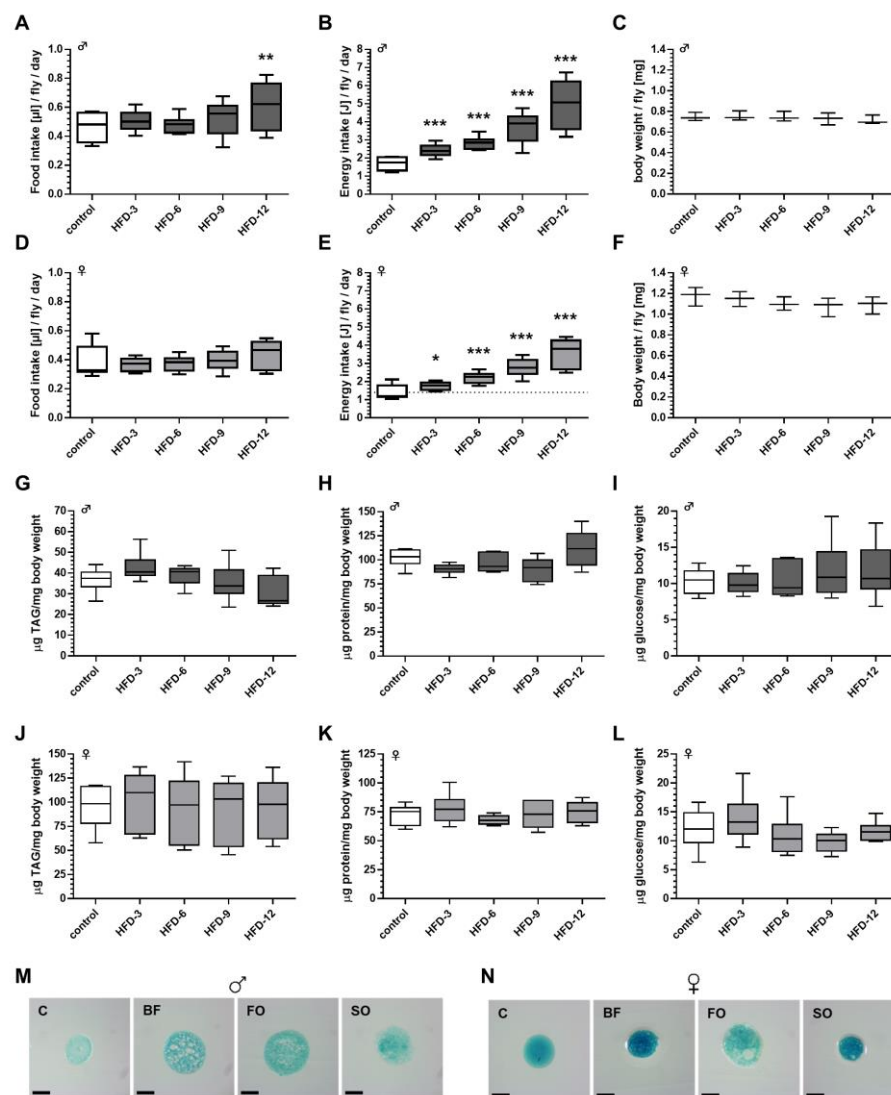 A
♂
Food intake [µl] / fly / day
1.0
0.8
0.6
0.4
0.2
0.0
**
control
HFD-3
HFD-6
HFD-9
HFD-12
B
♂
Energy intake [J] / fly / day
8
7
6
5
4
3
2
1
0
***
***
***
***
control
HFD-3
HFD-6
HFD-9
HFD-12
C
♂
body weight / fly [mg]
1.4
1.2
1.0
0.8
0.6
0.4
0.2
0.0
control
HFD-3
HFD-6
HFD-9
HFD-12
D
♀
Food intake [µl] / fly / day
1.0
0.8
0.6
0.4
0.2
0.0
control
HFD-3
HFD-6
HFD-9
HFD-12
E
♀
Energy intake [J] / fly / day
8
7
6
5
4
3
2
1
0
*
***
***
***
control
HFD-3
HFD-6
HFD-9
HFD-12
F
♀
Body weight / fly [mg]
1.4
1.2
1.0
0.8
0.6
0.4
0.2
0.0
control
HFD-3
HFD-6
HFD-9
HFD-12
G
♂
µg TAG/mg body weight
70
60
50
40
30
20
10
0
control
HFD-3
HFD-6
HFD-9
HFD-12
H
♂
µg protein/mg body weight
150
125
100
75
50
25
0
control
HFD-3
HFD-6
HFD-9
HFD-12
I
♂
µg glucose/mg body weight
20
15
10
5
0
control
HFD-3
HFD-6
HFD-9
HFD-12
J
♀
µg TAG/mg body weight
150
125
100
75
50
25
0
control
HFD-3
HFD-6
HFD-9
HFD-12
K
♀
µg protein/mg body weight
125
100
75
50
25
0
control
HFD-3
HFD-6
HFD-9
HFD-12
L
♀
µg glucose/mg body weight
25
20
15
10
5
0
control
HFD-3
HFD-6
HFD-9
HFD-12
M
♂
C
BF
FO
SO
N
♀
C
BF
FO
SO